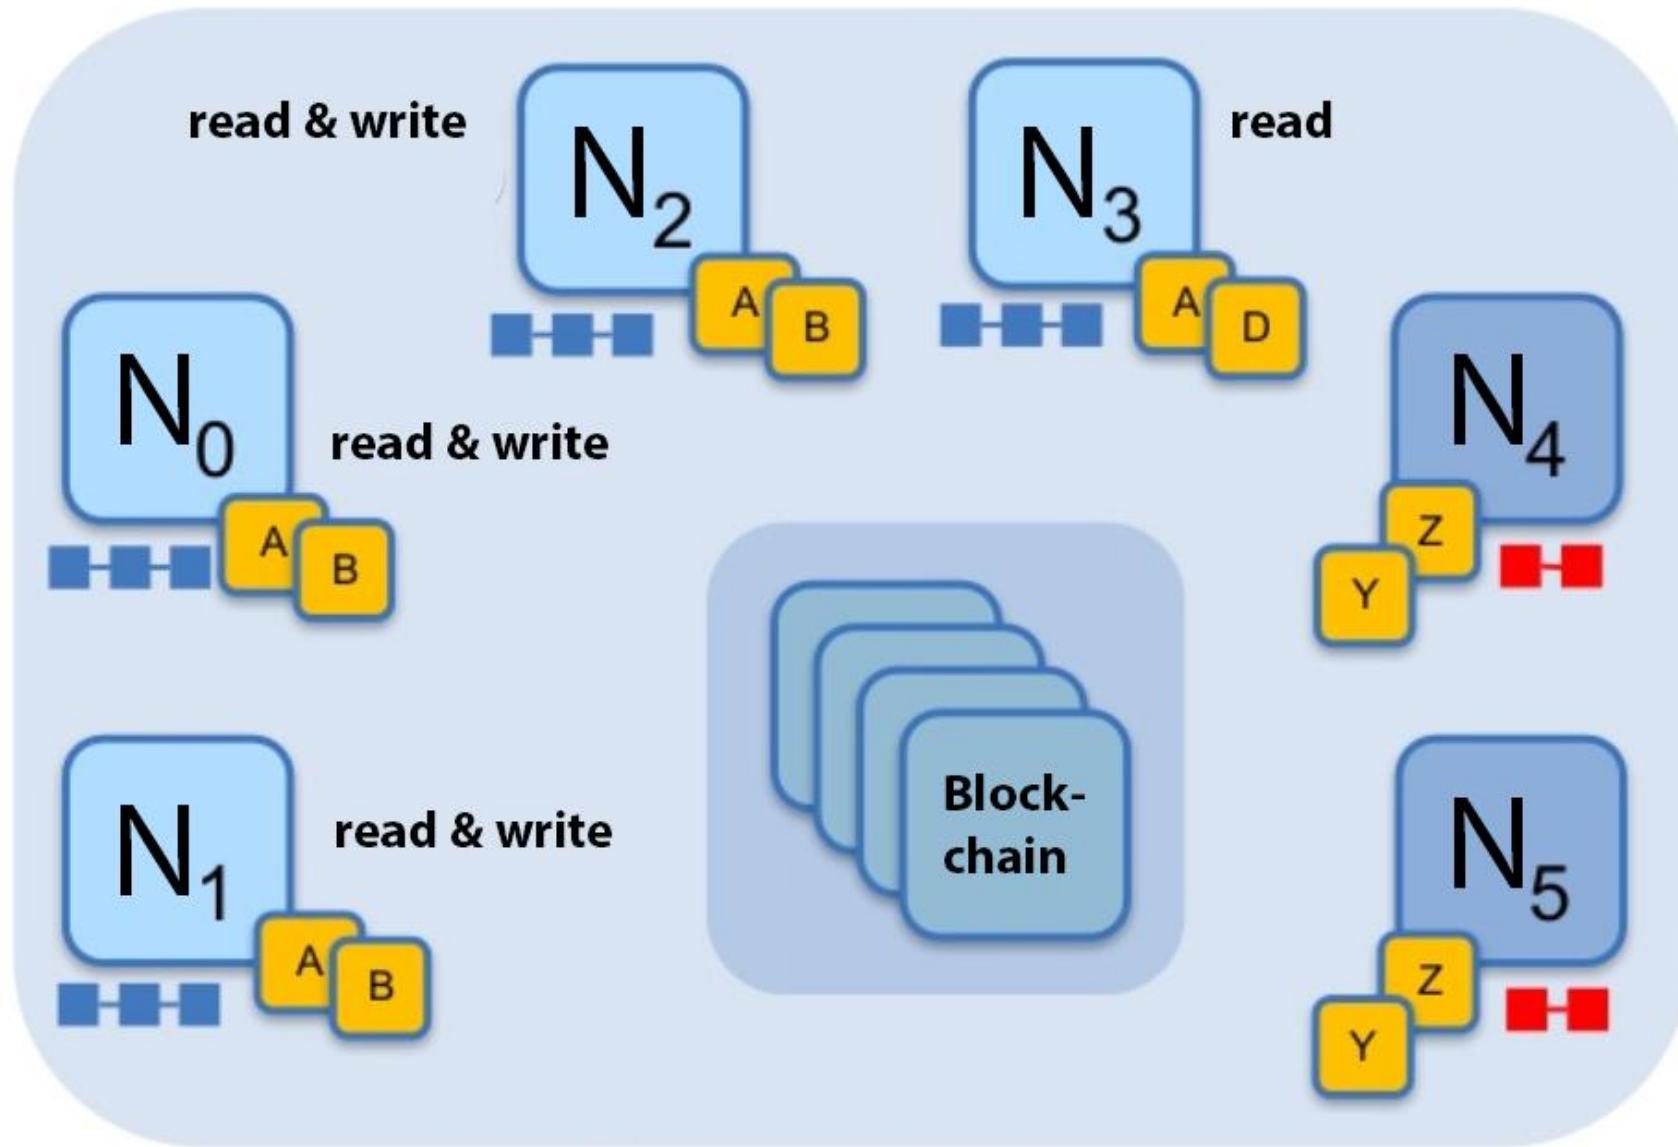 read & write
N2
A
B
N3
read
A
D
N0
read & write
A
B
N4
Z
Y
N1
read & write
A
B
Block-
chain
N5
Z
Y